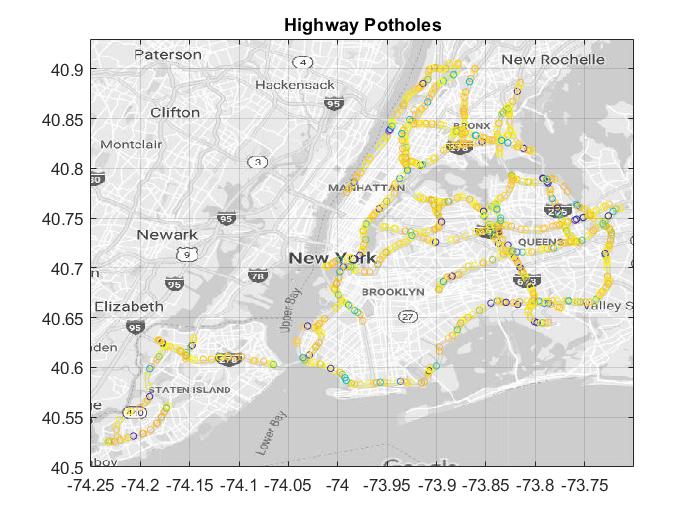 Highway Potholes
Paterson
4
New Rochelle
Hackensack
95
Clifton
BRONX
278
Montclair
3
80
MANHATTAN
95
295
Newark
9
QUEENS
New York
95
78
678
BROOKLYN
Elizabeth
Valley S
95
27
Upper Bay
den
278
STATEN ISLAND
440
Lower Bay
boy
40.9
40.85
40.8
40.75
40.7
40.65
40.6
40.55
40.5
-74.25 -74.2 -74.15 -74.1 -74.05 -74 -73.95 -73.9 -73.85 -73.8 -73.75